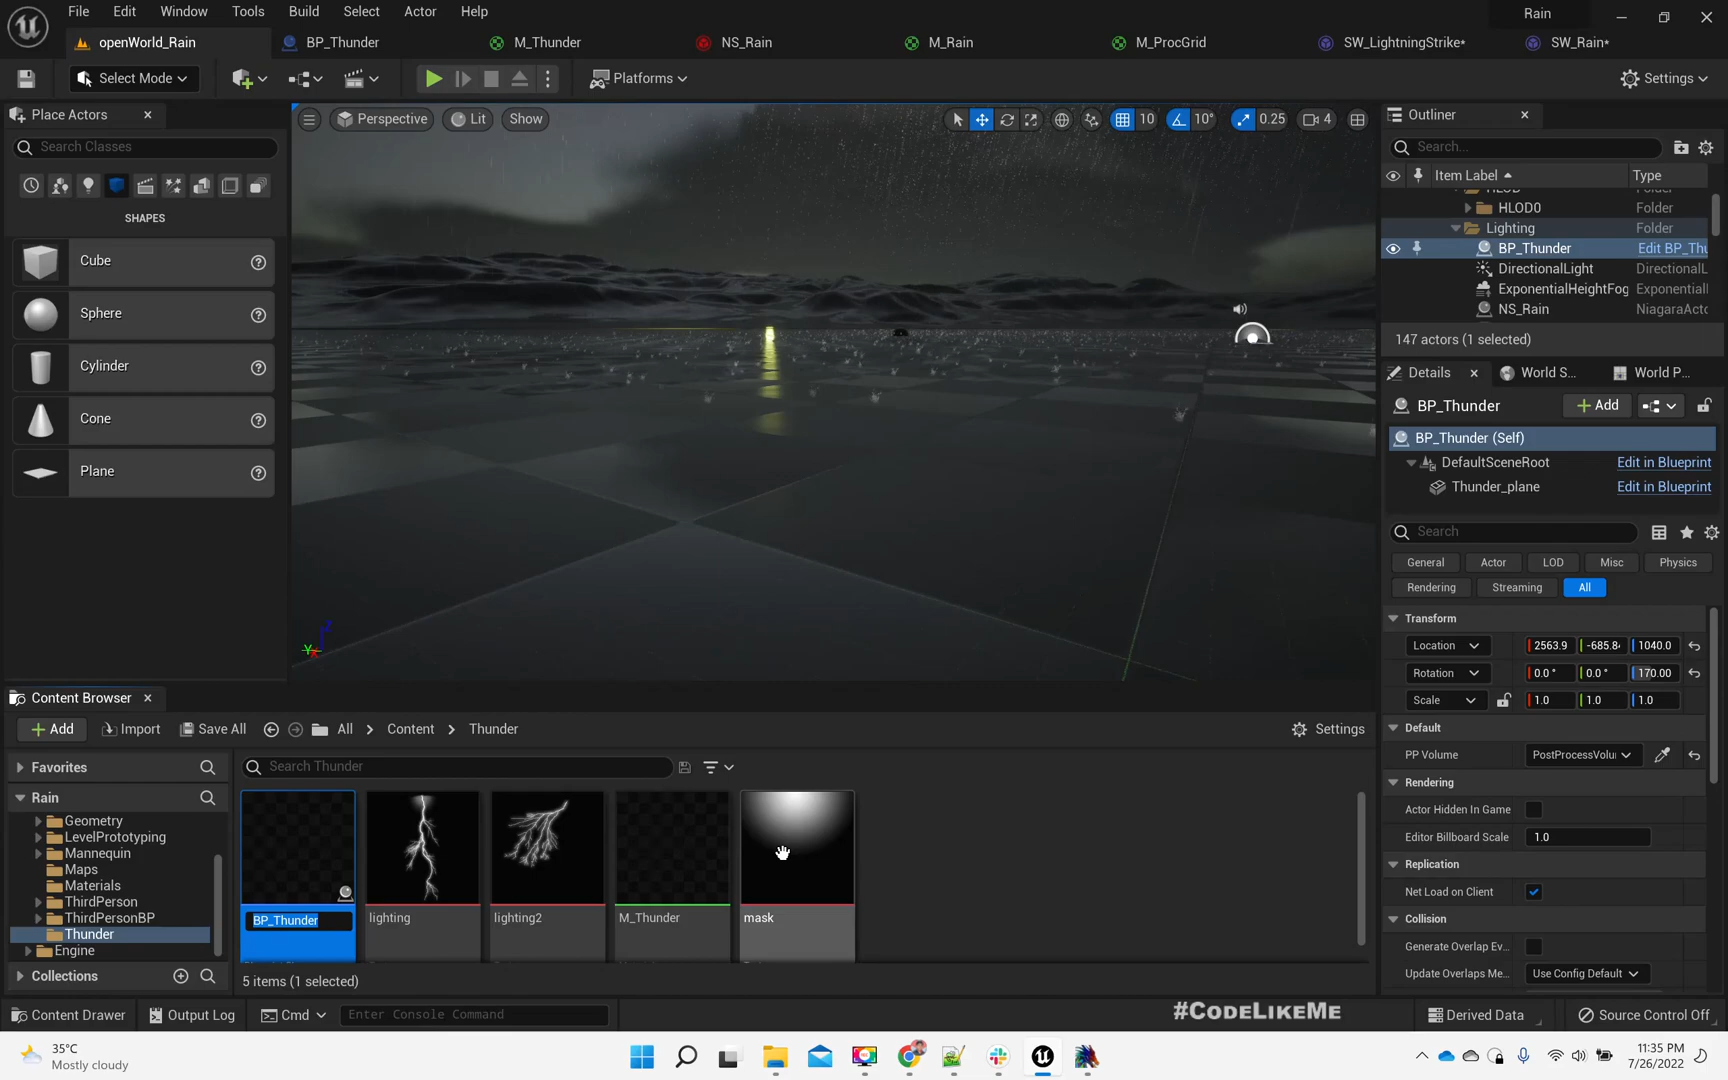 File Edit Window Tools Build Select Actor Help
Rain
openWorld_Rain BP_Thunder M_Thunder NS_Rain M_Rain M_ProcGrid SW_LightningStrike* SW_Rain*
Select Mode Platforms Settings
Place Actors
Search Classes
SHAPES
Cube
Sphere
Cylinder
Cone
Plane
Perspective Lit Show 10 10° 0.25 4
Outliner
Search...
Item Label Type
HLOD0 Folder
Lighting Folder
BP_Thunder Edit BP_Thu
DirectionalLight DirectionalL
ExponentialHeightFog Exponential
NS_Rain NiagaraActo
147 actors (1 selected)
Details World S... World P...
BP_Thunder Add
BP_Thunder (Self)
DefaultSceneRoot Edit in Blueprint
Thunder_plane Edit in Blueprint
Search
General Actor LOD Misc Physics
Rendering Streaming All
Transform
Location 2563.9 -685.8 1040.0
Rotation 0.0 ° 0.0 ° 170.00
Scale 1.0 1.0 1.0
Default
PP Volume PostProcessVolu
Rendering
Actor Hidden In Game
Editor Billboard Scale 1.0
Replication
Net Load on Client
Collision
Generate Overlap Ev...
Update Overlaps Me... Use Config Default
Content Browser
Add Import Save All All > Content > Thunder Settings
Favorites
Search Thunder
Rain
Geometry
LevelPrototyping
Mannequin
Maps
Materials
ThirdPerson
ThirdPersonBP
Thunder
Engine
Collections
BP_Thunder lighting lighting2 M_Thunder mask
5 items (1 selected)
Content Drawer Output Log Cmd Enter Console Command
#CodeLikeMe
Derived Data Source Control Off
35°C
Mostly cloudy
11:35 PM
7/26/2022